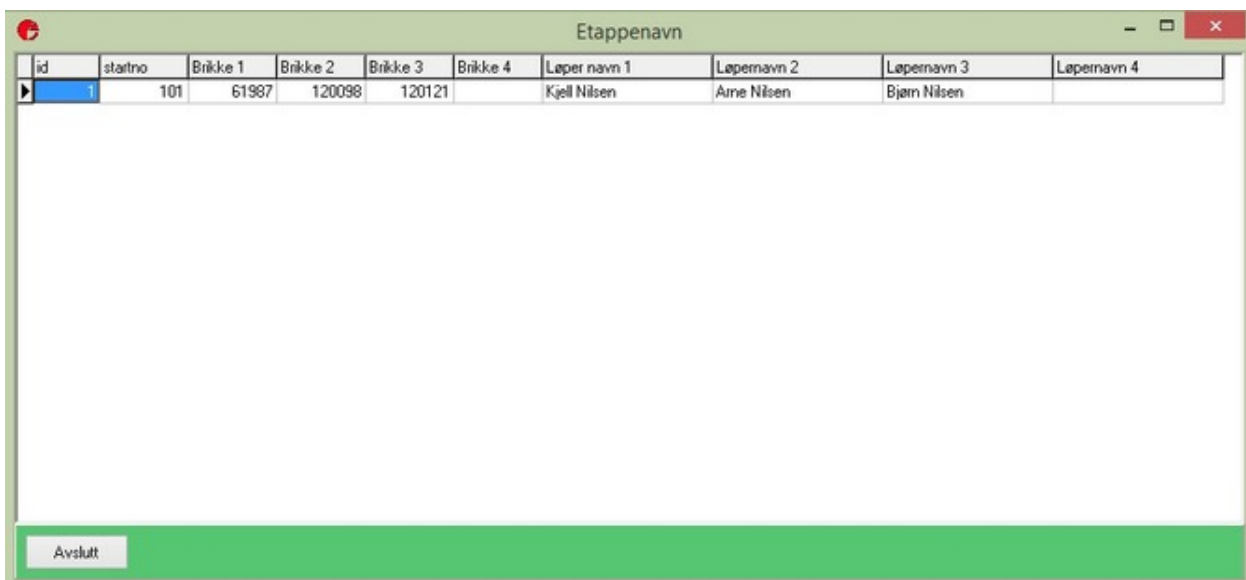 Etappenavn
id startno Brikke 1 Brikke 2 Brikke 3 Brikke 4 Løper navn 1 Løpernavn 2 Løpernavn 3 Løpernavn 4
1 101 61987 120098 120121 Kjell Nilsen Arne Nilsen Bjørn Nilsen
Avslutt